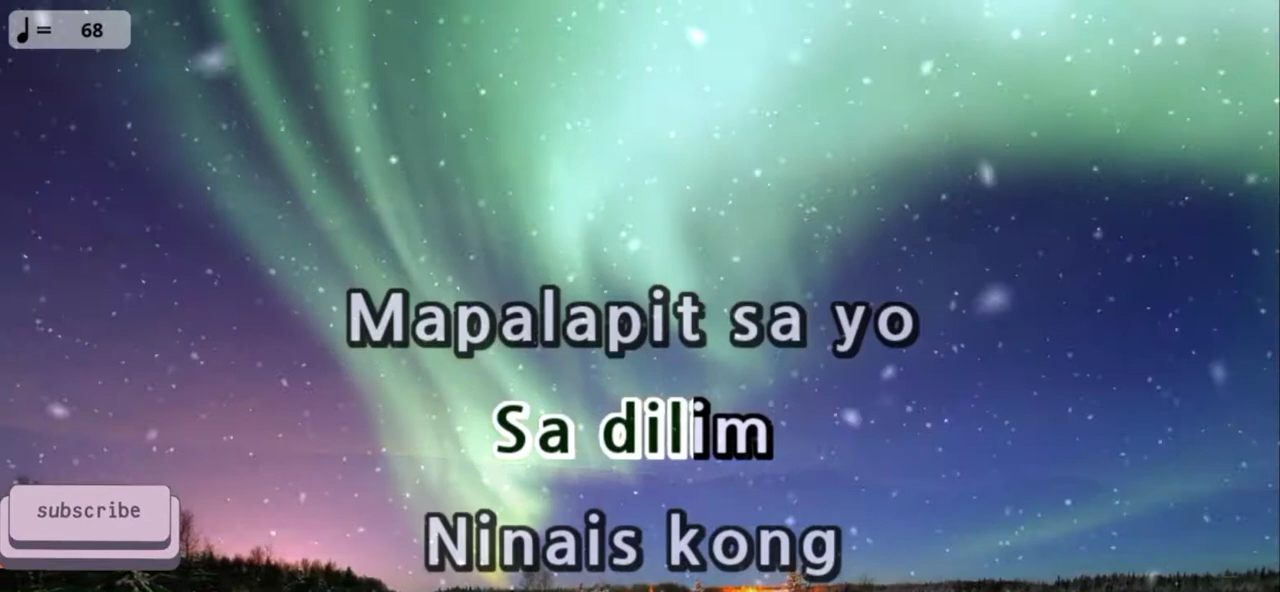 ♩= 68
Mapalapit sa yo
Sa dilim
Ninais kong
subscribe